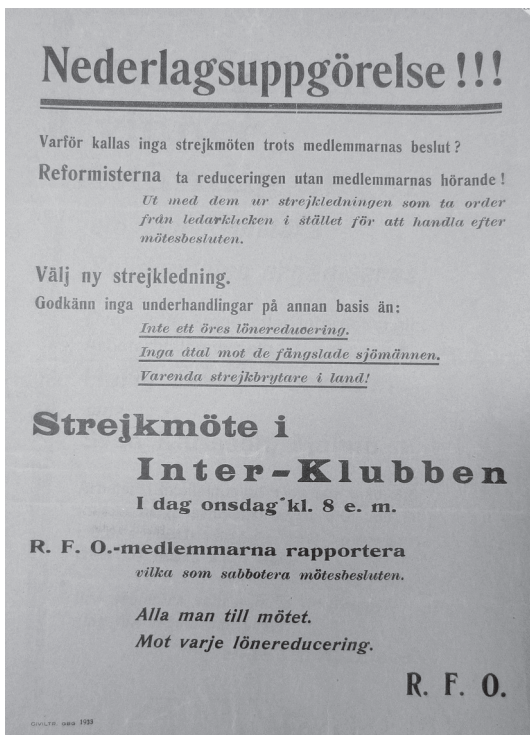 Nederlagsuppgörelse!!!
Varför kallas inga strejkmöten trots medlemmarnas beslut?
Reformisterna ta reduceringen utan medlemmarnas hörande!
Ut med dem ur strejkledningen som ta order
från ledarklicken i stället för att handla efter
mötesbesluten.
Välj ny strejkledning.
Godkänn inga underhandlingar på annan basis än:
Inte ett öres lönereducering.
Inga åtal mot de fängslade sjömännen.
Varenda strejkbrytare i land!
Strejkmöte i
Inter-Klubben
I dag onsdag kl. 8 e. m.
R. F. O.-medlemmarna rapportera
vilka som sabbotera mötesbesluten.
Alla man till mötet.
Mot varje lönereducering.
R. F. O.
CIVILTR. GBG 1933